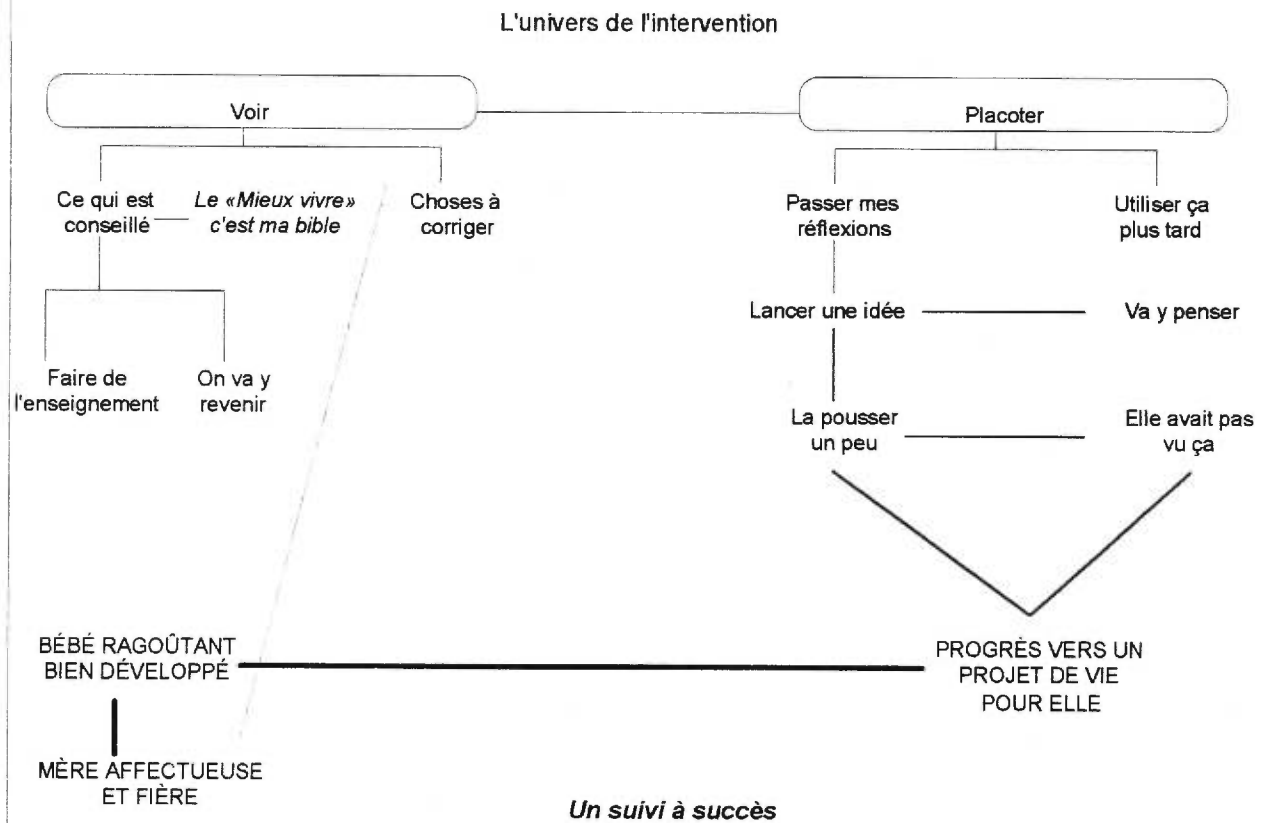 L'univers de l'intervention
Voir
Placoter
Ce qui est
conseillé
Le «Mieux vivre»
c'est ma bible
Choses à
corriger
Passer mes
réflexions
Utiliser ça
plus tard
Lancer une idée
Va y penser
Faire de
l'enseignement
On va y
revenir
La pousser
un peu
Elle avait pas
vu ça
BÉBÉ RAGOÛTANT
BIEN DÉVELOPPÉ
PROGRÈS VERS UN
PROJET DE VIE
POUR ELLE
MÈRE AFFECTUEUSE
ET FIÈRE
Un suivi à succès